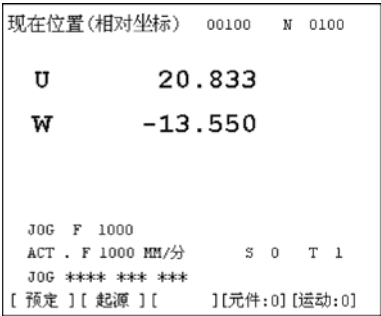 现在位置(相对坐标) 00100 N 0100
U 20.833
W -13.550
JOG F 1000
ACT . F 1000 MM/分 S 0 T 1
JOG **** *** ***
[ 预定 ][ 起源 ][ ][元件:0][运动:0]